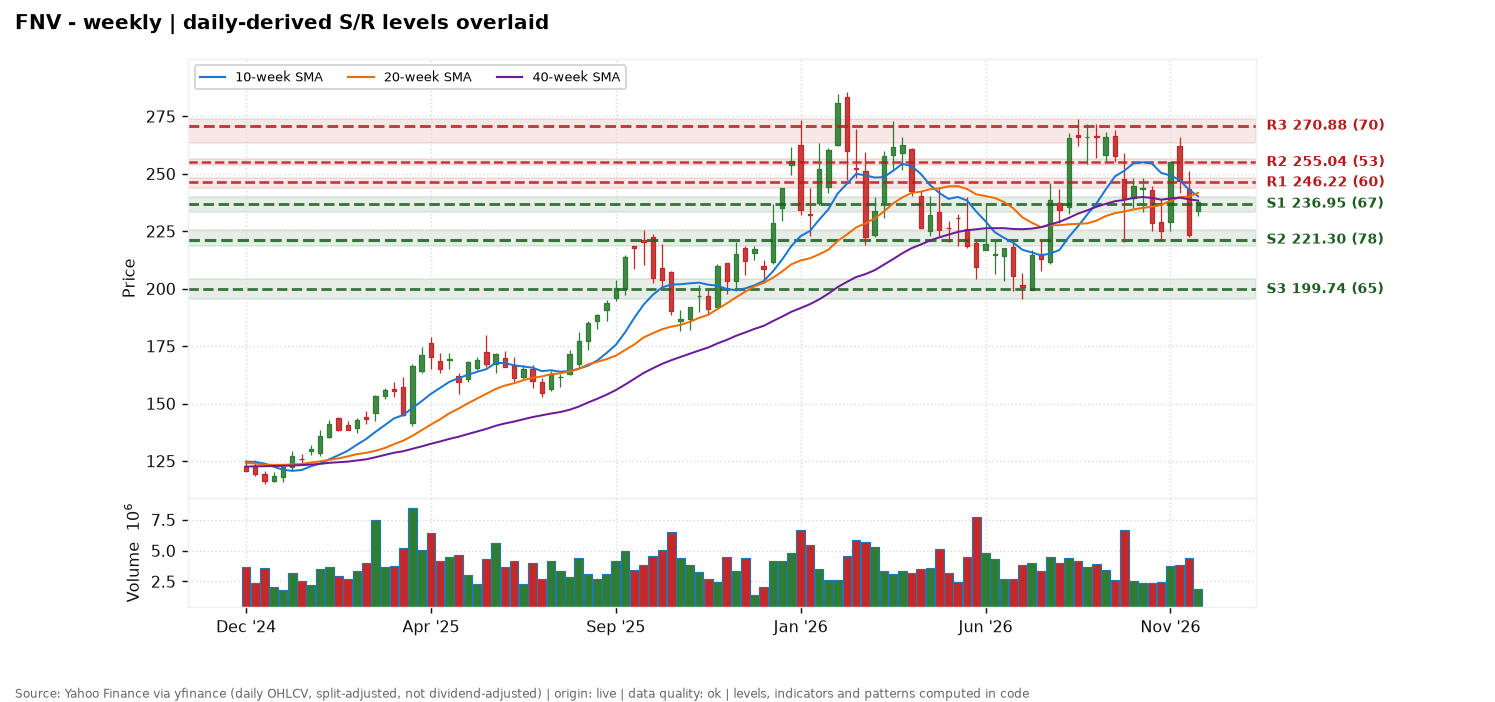 FNV - weekly | daily-derived S/R levels overlaid
10-week SMA
20-week SMA
40-week SMA
Price
275
250
225
200
175
150
125
R3 270.88 (70)
R2 255.04 (53)
R1 246.22 (60)
S1 236.95 (67)
S2 221.30 (78)
S3 199.74 (65)
Volume 10⁶
7.5
5.0
2.5
Dec '24
Apr '25
Sep '25
Jan '26
Jun '26
Nov '26
Source: Yahoo Finance via yfinance (daily OHLCV, split-adjusted, not dividend-adjusted) | origin: live | data quality: ok | levels, indicators and patterns computed in code